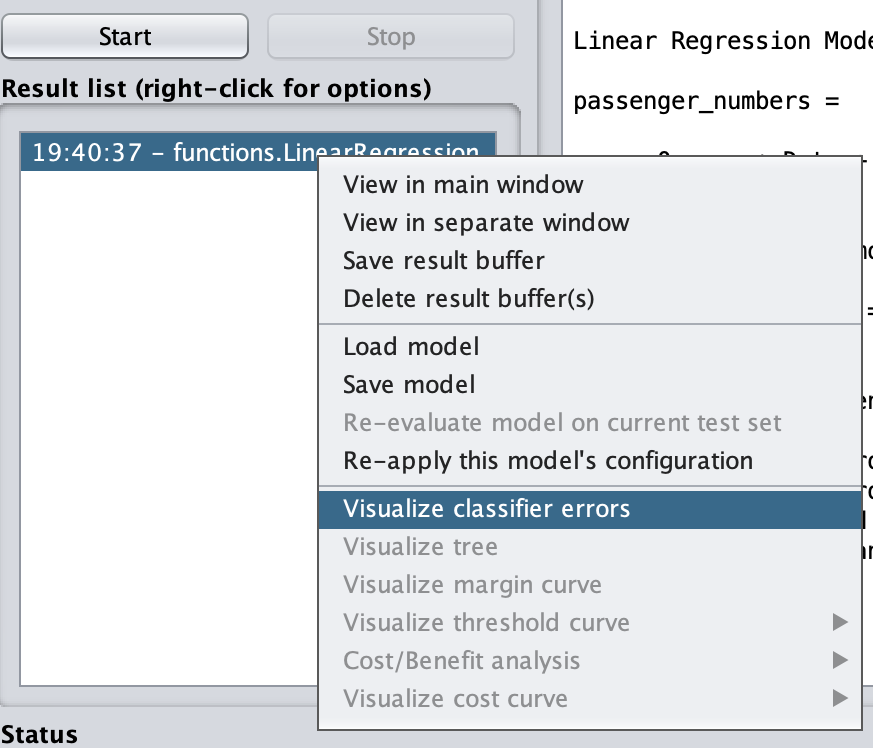 Start
Stop
Result list (right-click for options)
19:40:37 - functions.LinearRegression
Linear Regression
passenger_numbers =
View in main window
View in separate window
Save result buffer
Delete result buffer(s)
Load model
Save model
Re-evaluate model on current test set
Re-apply this model's configuration
Visualize classifier errors
Visualize tree
Visualize margin curve
Visualize threshold curve
Cost/Benefit analysis
Visualize cost curve
Status